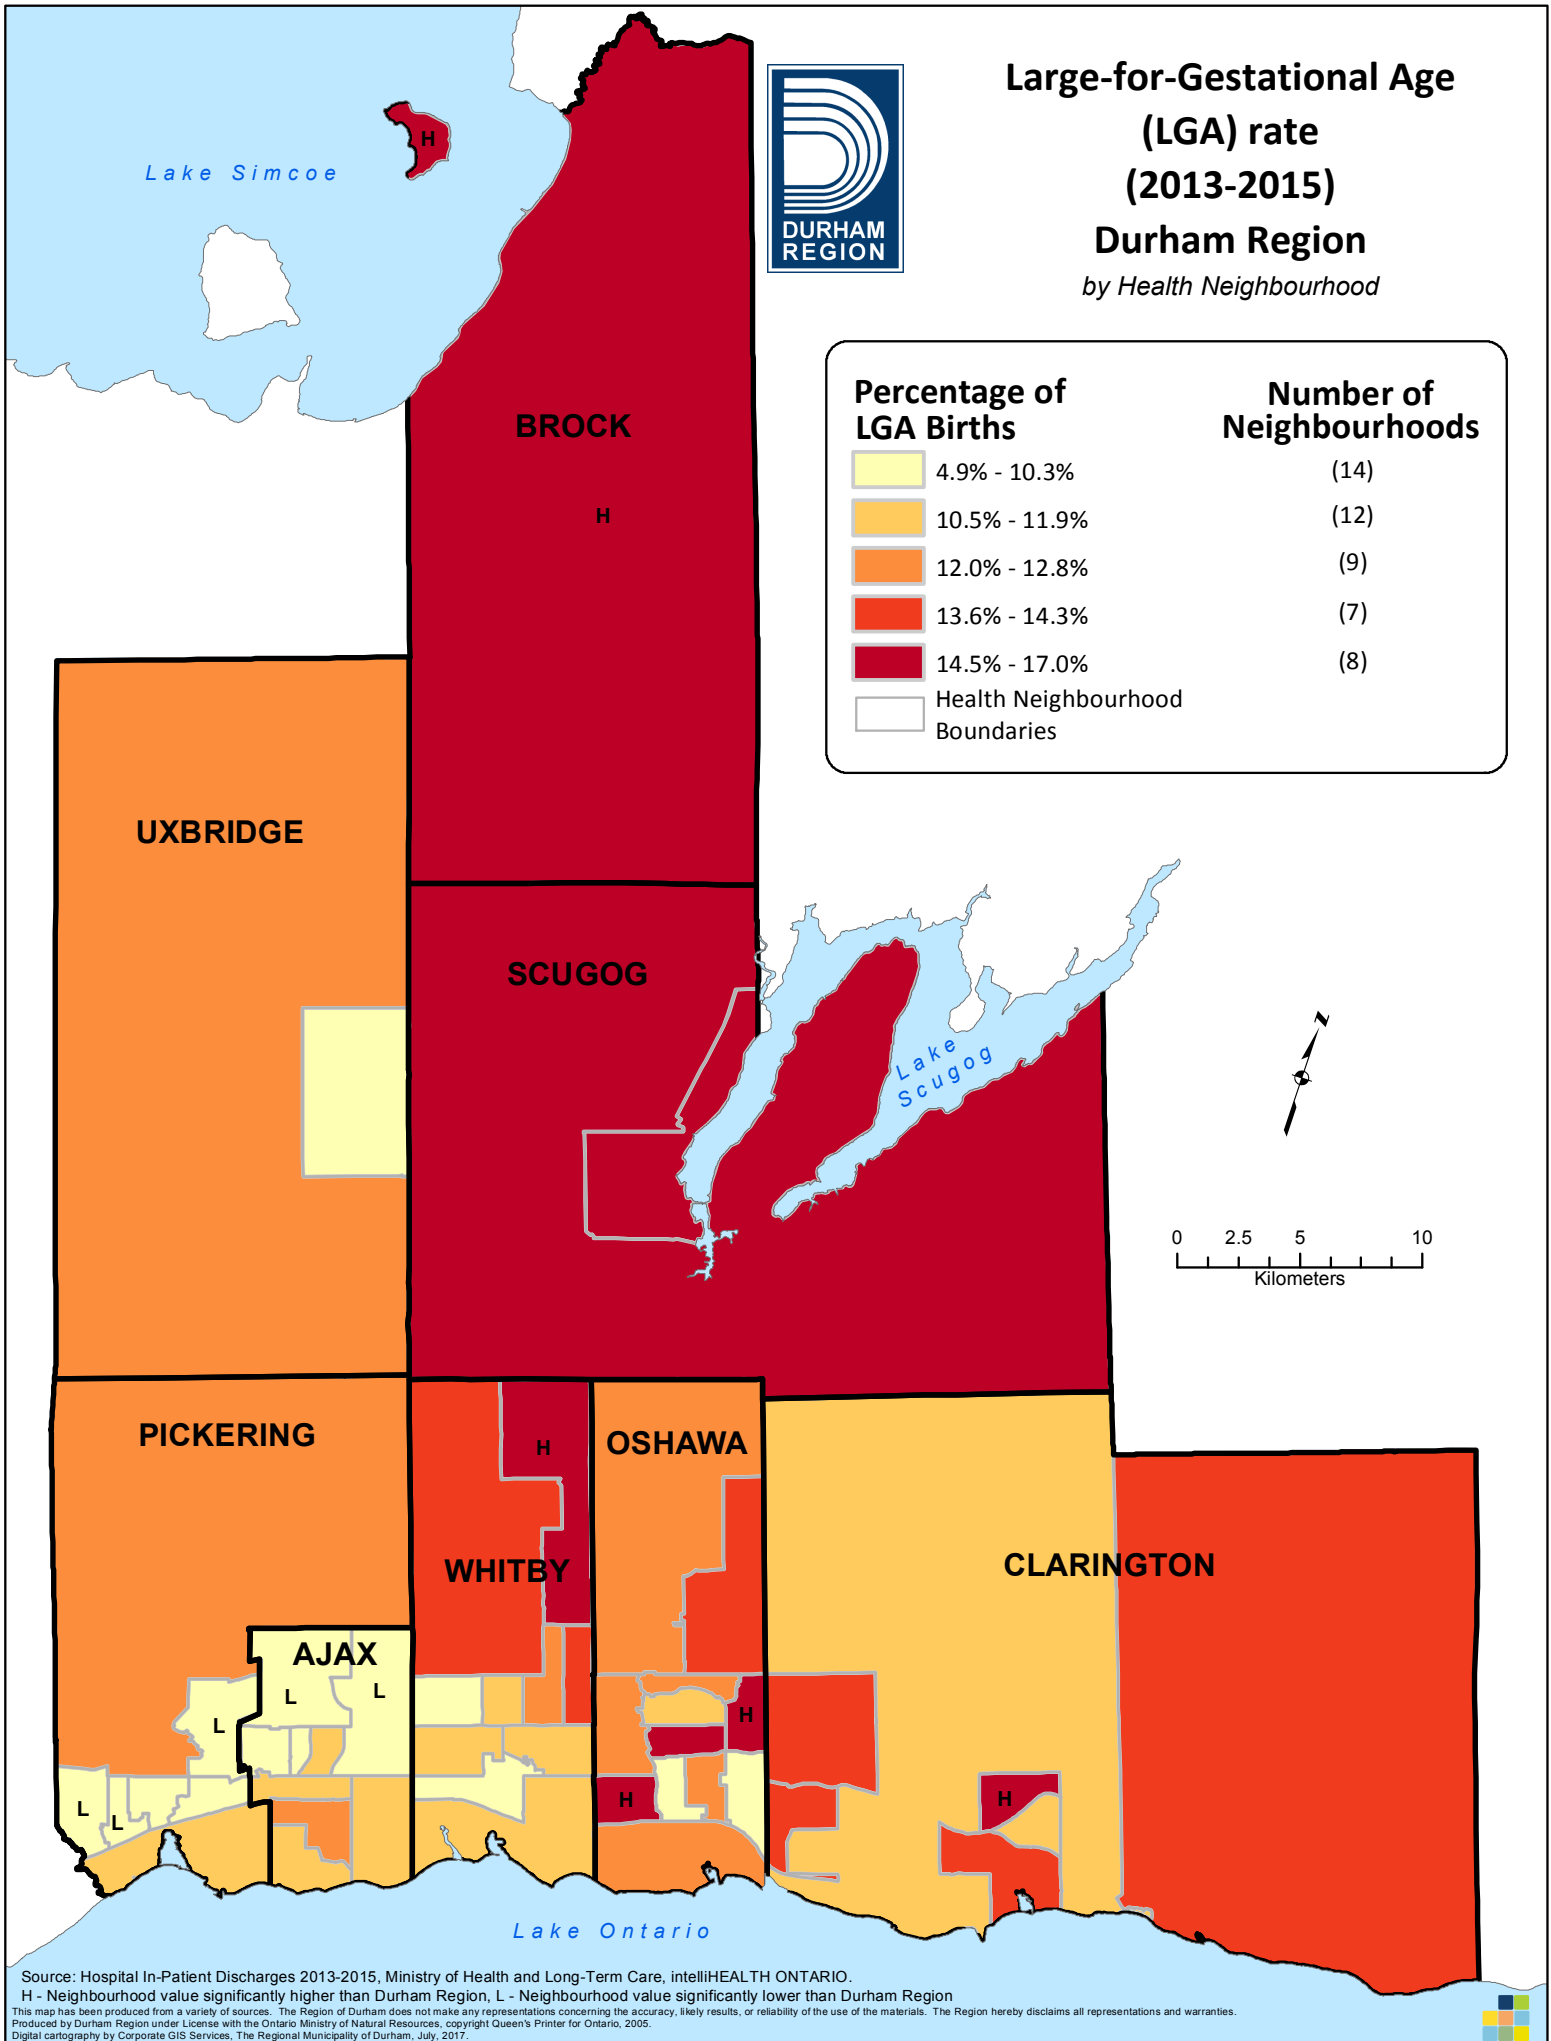 Large-for-Gestational Age
(LGA) rate
(2013-2015)
Durham Region
by Health Neighbourhood
DURHAM
REGION
Lake Simcoe
H
Percentage of
LGA Births
Number of
Neighbourhoods
4.9% - 10.3% (14)
10.5% - 11.9% (12)
12.0% - 12.8% (9)
13.6% - 14.3% (7)
14.5% - 17.0% (8)
Health Neighbourhood
Boundaries
BROCK
H
UXBRIDGE
SCUGOG
Lake
Scugog
N
0 2.5 5 10
Kilometers
PICKERING
H
OSHAWA
WHITBY
CLARINGTON
AJAX
L
L
L
H
L
L
H
H
Lake Ontario
Source: Hospital In-Patient Discharges 2013-2015, Ministry of Health and Long-Term Care, intelliHEALTH ONTARIO.
H - Neighbourhood value significantly higher than Durham Region, L - Neighbourhood value significantly lower than Durham Region
This map has been produced from a variety of sources. The Region of Durham does not make any representations concerning the accuracy, likely results, or reliability of the use of the materials. The Region hereby disclaims all representations and warranties.
Produced by Durham Region under License with the Ontario Ministry of Natural Resources, copyright Queen's Printer for Ontario, 2005.
Digital cartography by Corporate GIS Services, The Regional Municipality of Durham, July, 2017.